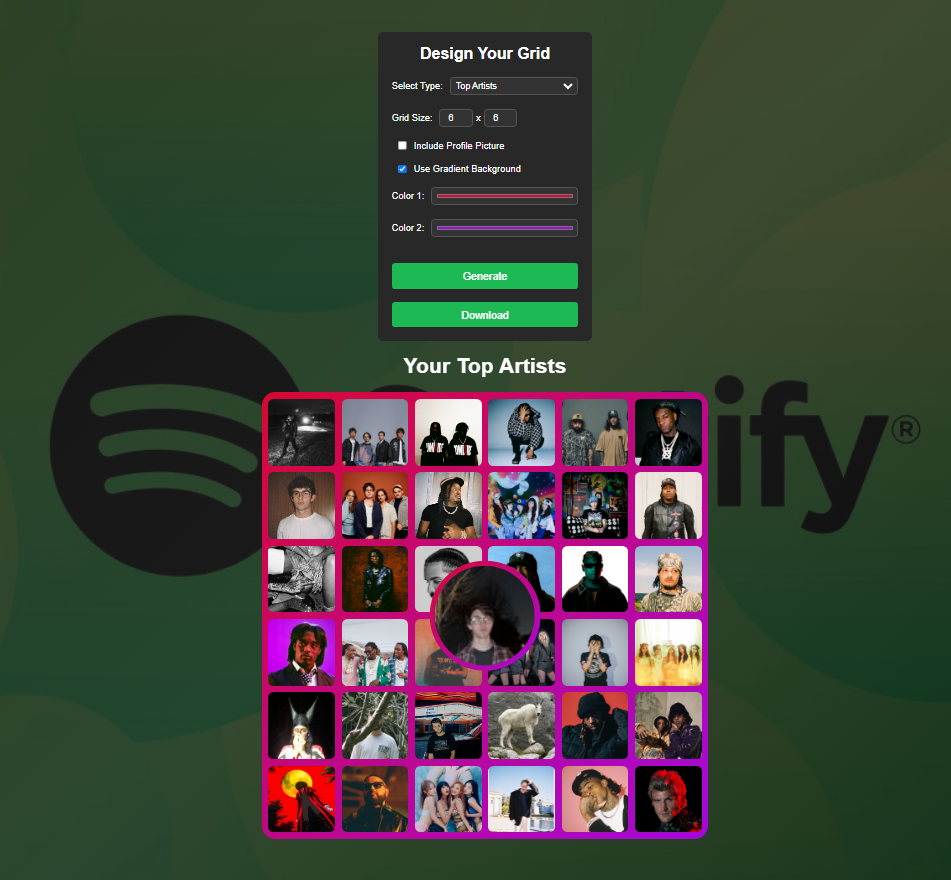 Design Your Grid
Select Type: Top Artists
Grid Size: 6 x 6
Include Profile Picture
Use Gradient Background
Color 1:
Color 2:
Generate
Download
Your Top Artists
ify®